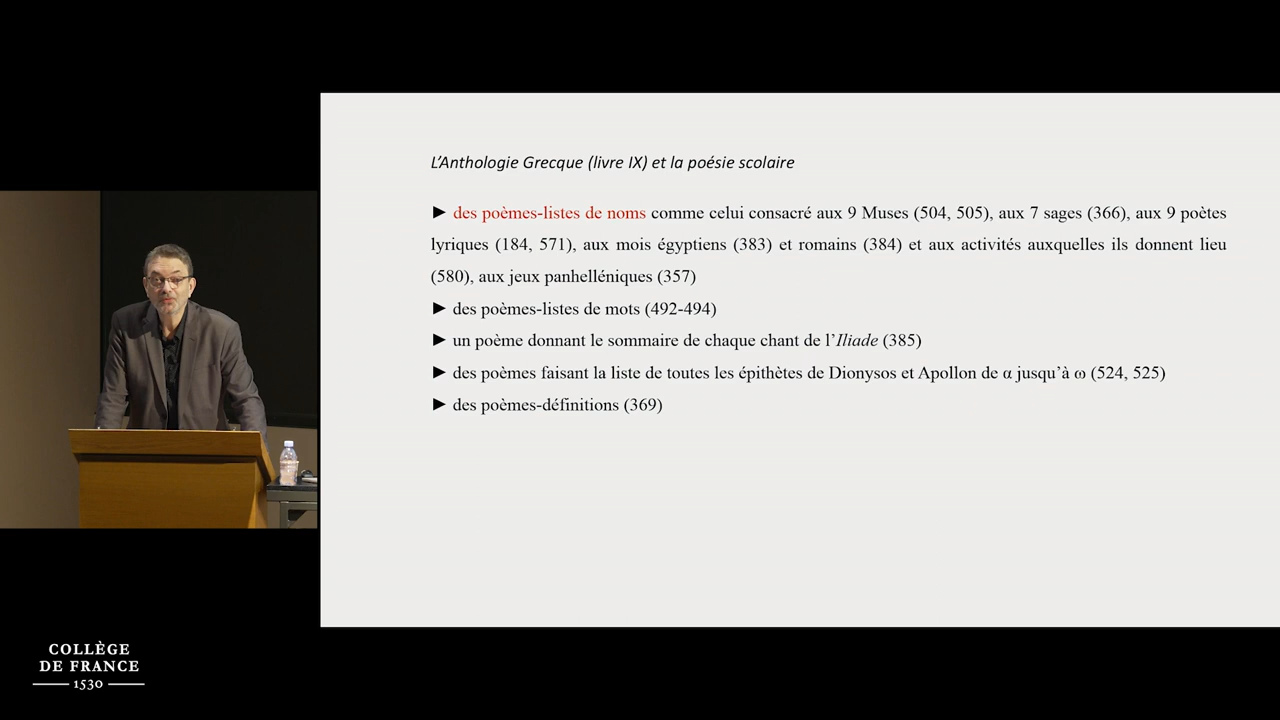 L'Anthologie Grecque (livre IX) et la poésie scolaire
► des poèmes-listes de noms comme celui consacré aux 9 Muses (504, 505), aux 7 sages (366), aux 9 poètes
lyriques (184, 571), aux mois égyptiens (383) et romains (384) et aux activités auxquelles ils donnent lieu
(580), aux jeux panhelléniques (357)
► des poèmes-listes de mots (492-494)
► un poème donnant le sommaire de chaque chant de l'Iliade (385)
► des poèmes faisant la liste de toutes les épithètes de Dionysos et Apollon de α jusqu'à ω (524, 525)
► des poèmes-définitions (369)
COLLÈGE
DE FRANCE
1530